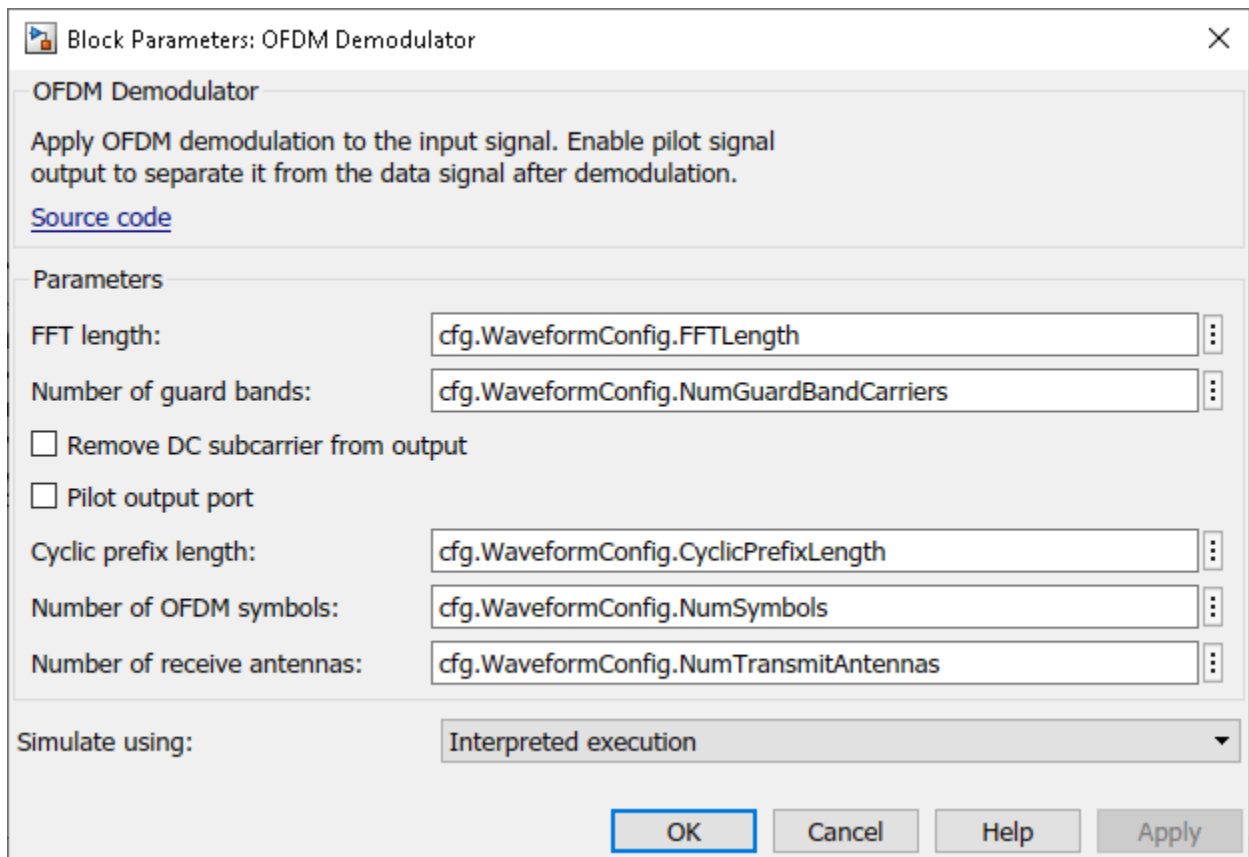 Block Parameters: OFDM Demodulator
OFDM Demodulator
Apply OFDM demodulation to the input signal. Enable pilot signal
output to separate it from the data signal after demodulation.
Source code
Parameters
FFT length: cfg.WaveformConfig.FFTLength
Number of guard bands: cfg.WaveformConfig.NumGuardBandCarriers
Remove DC subcarrier from output
Pilot output port
Cyclic prefix length: cfg.WaveformConfig.CyclicPrefixLength
Number of OFDM symbols: cfg.WaveformConfig.NumSymbols
Number of receive antennas: cfg.WaveformConfig.NumTransmitAntennas
Simulate using: Interpreted execution
OK Cancel Help Apply